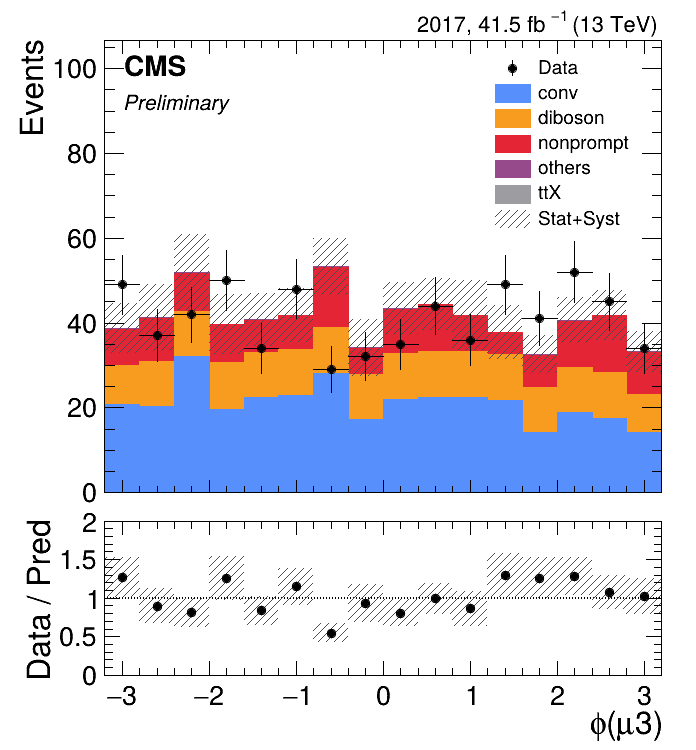 2017, 41.5 fb⁻¹ (13 TeV)
Events
100
80
60
40
20
0
CMS
Preliminary
Data
conv
diboson
nonprompt
others
ttX
Stat+Syst
Data / Pred
2
1.5
1
0.5
0
−3 −2 −1 0 1 2 3
ϕ(μ3)